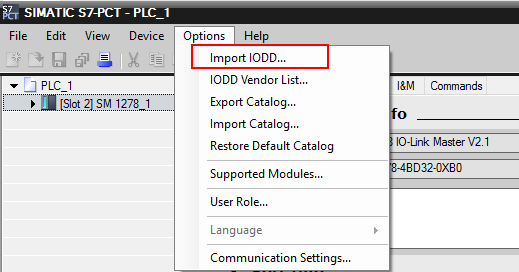 S7 PCT SIMATIC S7-PCT - PLC_1
File Edit View Device Options Help
PLC_1
[Slot 2] SM 1278_1
Import IODD...
IODD Vendor List...
Export Catalog...
Import Catalog...
Restore Default Catalog
Supported Modules...
User Role...
Language
Communication Settings...
I&M Commands
IO-Link Master V2.1
78-4BD32-0XB0